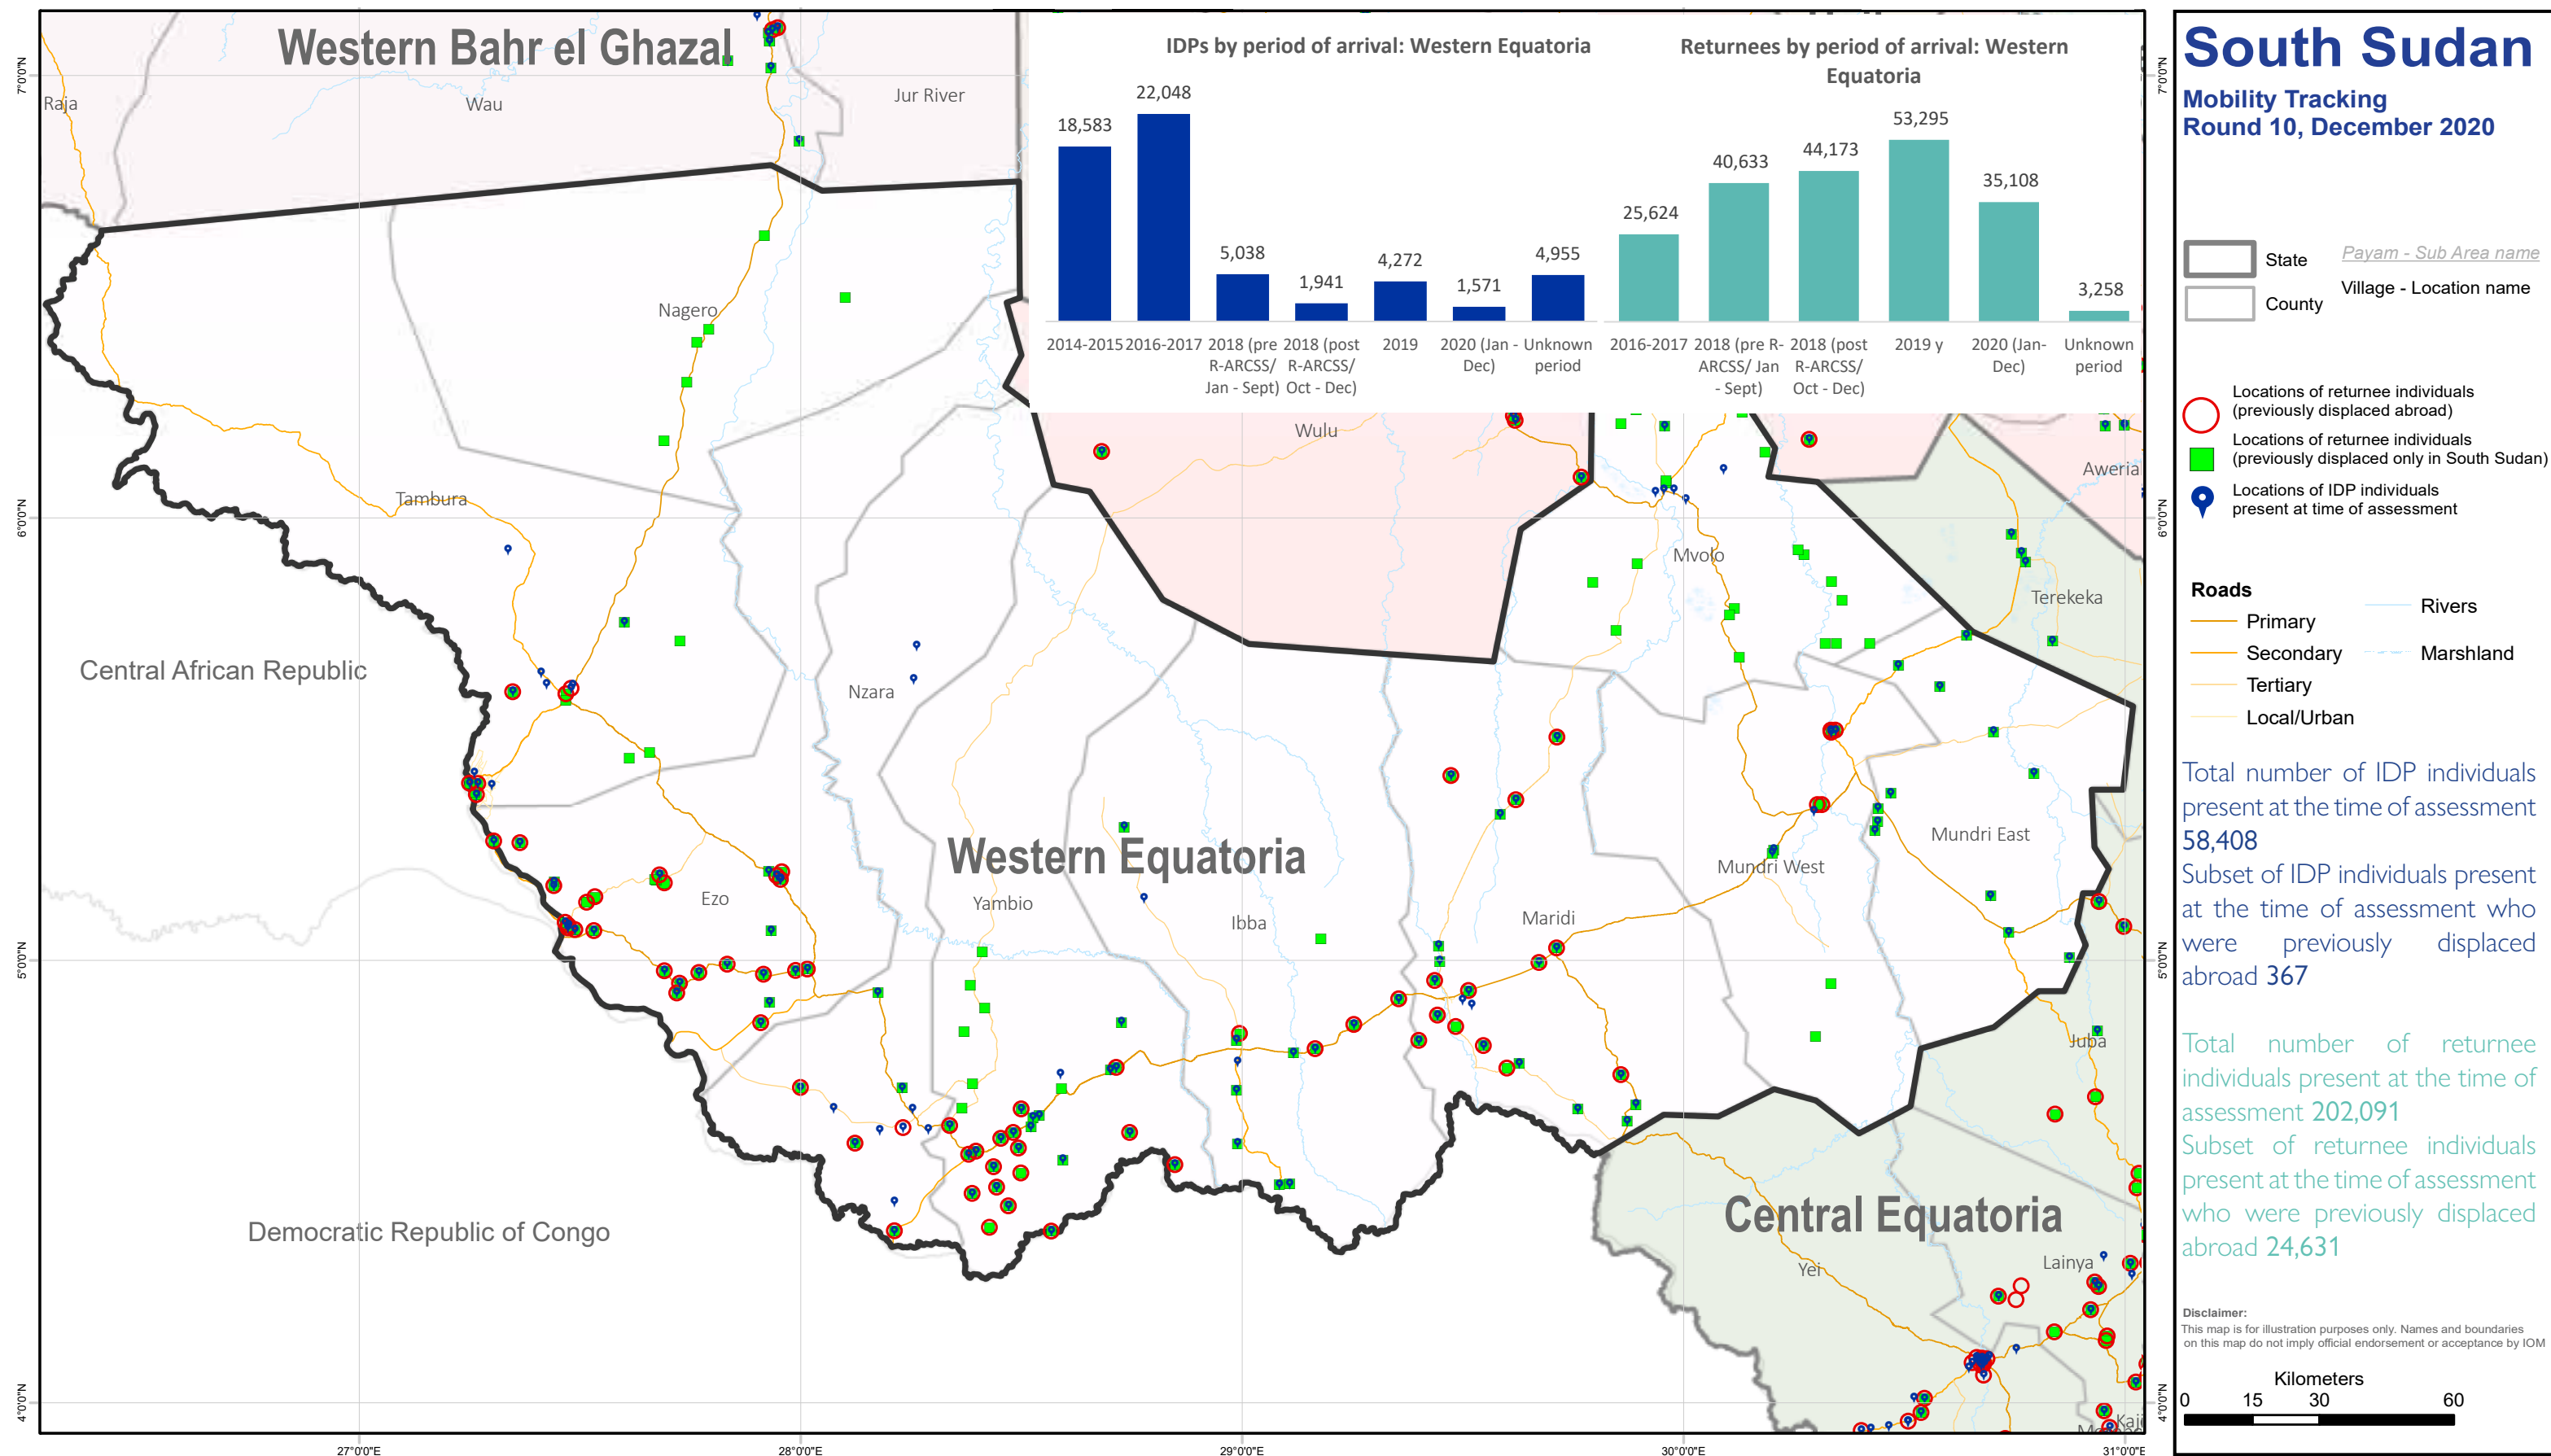 South Sudan
Mobility Tracking
Round 10, December 2020
State
County
Payam - Sub Area name
Village - Location name
Locations of returnee individuals
(previously displaced abroad)
Locations of returnee individuals
(previously displaced only in South Sudan)
Locations of IDP individuals
present at time of assessment
Roads
Primary
Secondary
Tertiary
Local/Urban
Rivers
Marshland
Total number of IDP individuals
present at the time of assessment
58,408
Subset of IDP individuals present
at the time of assessment who
were previously displaced
abroad 367
Total number of returnee
individuals present at the time of
assessment 202,091
Subset of returnee individuals
present at the time of assessment
who were previously displaced
abroad 24,631
Disclaimer:
This map is for illustration purposes only. Names and boundaries
on this map do not imply official endorsement or acceptance by IOM
Kilometers
0 15 30 60
IDPs by period of arrival: Western Equatoria
18,583
22,048
5,038
1,941
4,272
1,571
4,955
2014-2015
2016-2017
2018 (pre
R-ARCSS/
Jan - Sept)
2018 (post
R-ARCSS/
Oct - Dec)
2019
2020 (Jan -
Dec)
Unknown
period
Returnees by period of arrival: Western
Equatoria
25,624
40,633
44,173
53,295
35,108
3,258
2016-2017
2018 (pre R-
ARCSS/ Jan
- Sept)
2018 (post
R-ARCSS/
Oct - Dec)
2019 y
2020 (Jan-
Dec)
Unknown
period
Western Bahr el Ghazal
Raja
Wau
Jur River
Nagero
Tambura
Wulu
Aweria
Mvolo
Terekeka
Central African Republic
Nzara
Western Equatoria
Mundri East
Mundri West
Ezo
Yambio
Ibba
Maridi
Juba
Central Equatoria
Democratic Republic of Congo
Yei
Lainya
7°0'0"N
6°0'0"N
5°0'0"N
4°0'0"N
7°0'0"N
6°0'0"N
5°0'0"N
4°0'0"N
27°0'0"E
28°0'0"E
29°0'0"E
30°0'0"E
31°0'0"E